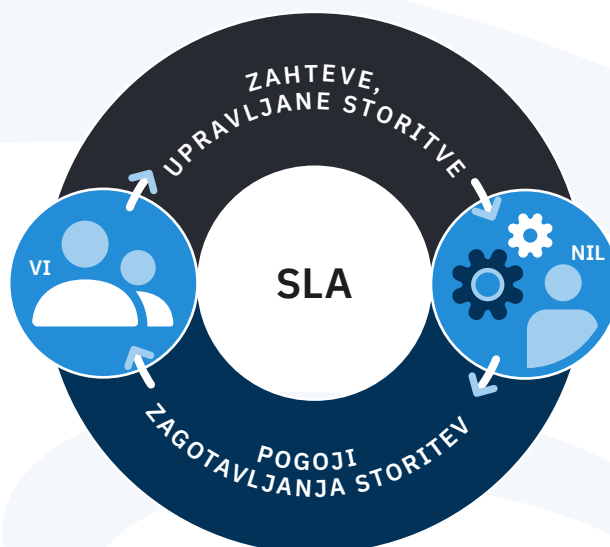 ZAHTEVE,
UPRAVLJANE STORITVE
VI
SLA
NIL
POGOJI
ZAGOTAVLJANJA STORITEV